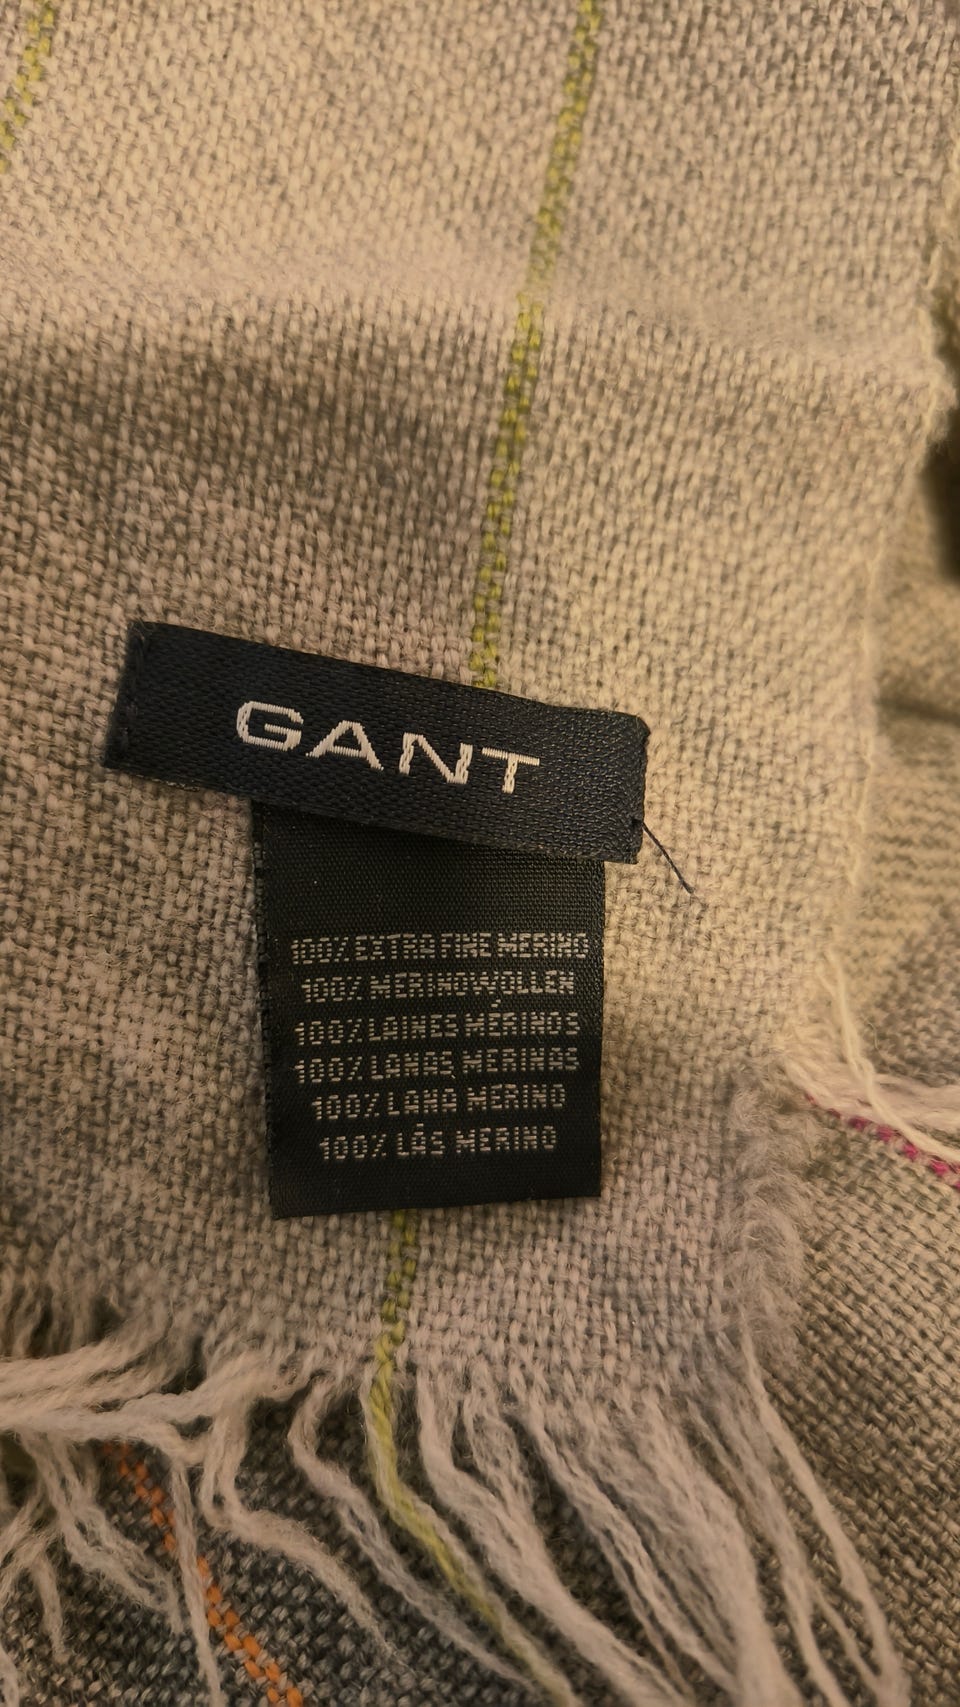 GANT
100% EXTRA FINE MERINO
100% MERINOWOLLEN
100% LAINES MÉRINOS
100% LANAS MERINAS
100% LANA MERINO
100% LÃS MERINO